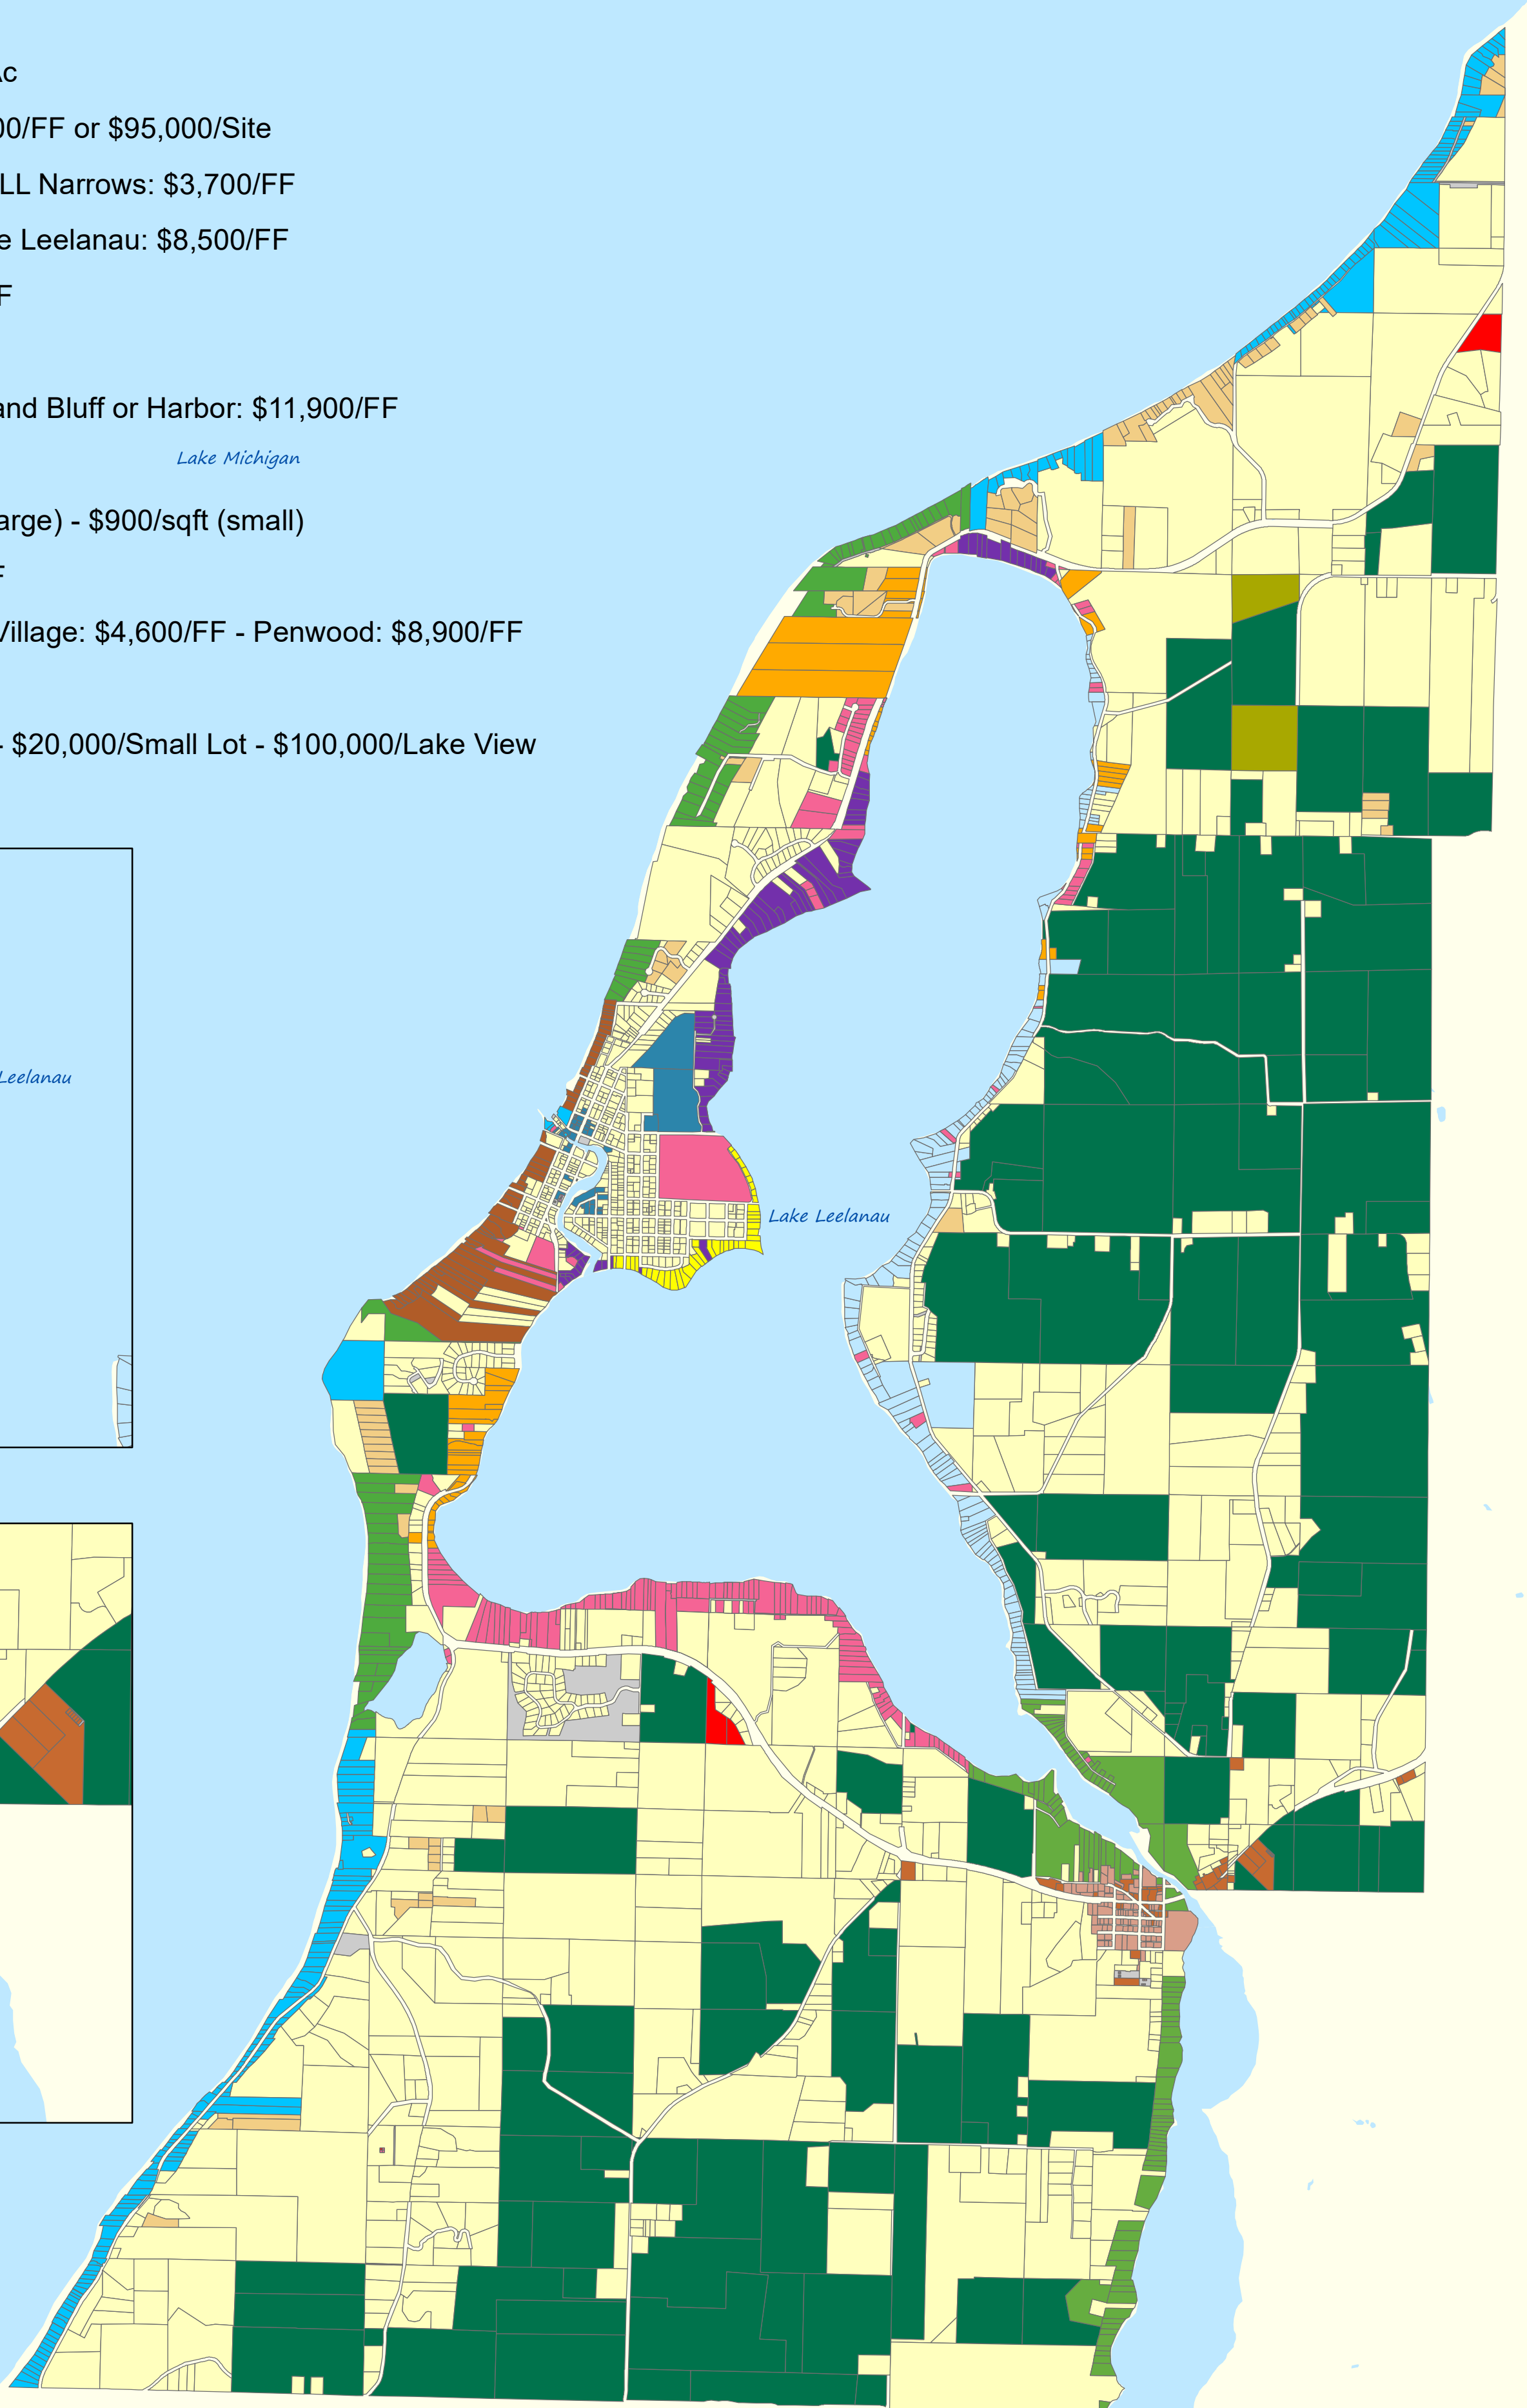 Ac
00/FF or $95,000/Site
LL Narrows: $3,700/FF
e Leelanau: $8,500/FF
F
and Bluff or Harbor: $11,900/FF
Lake Michigan
arge) - $900/sqft (small)
F
Village: $4,600/FF - Penwood: $8,900/FF
- $20,000/Small Lot - $100,000/Lake View
Leelanau
Lake Leelanau